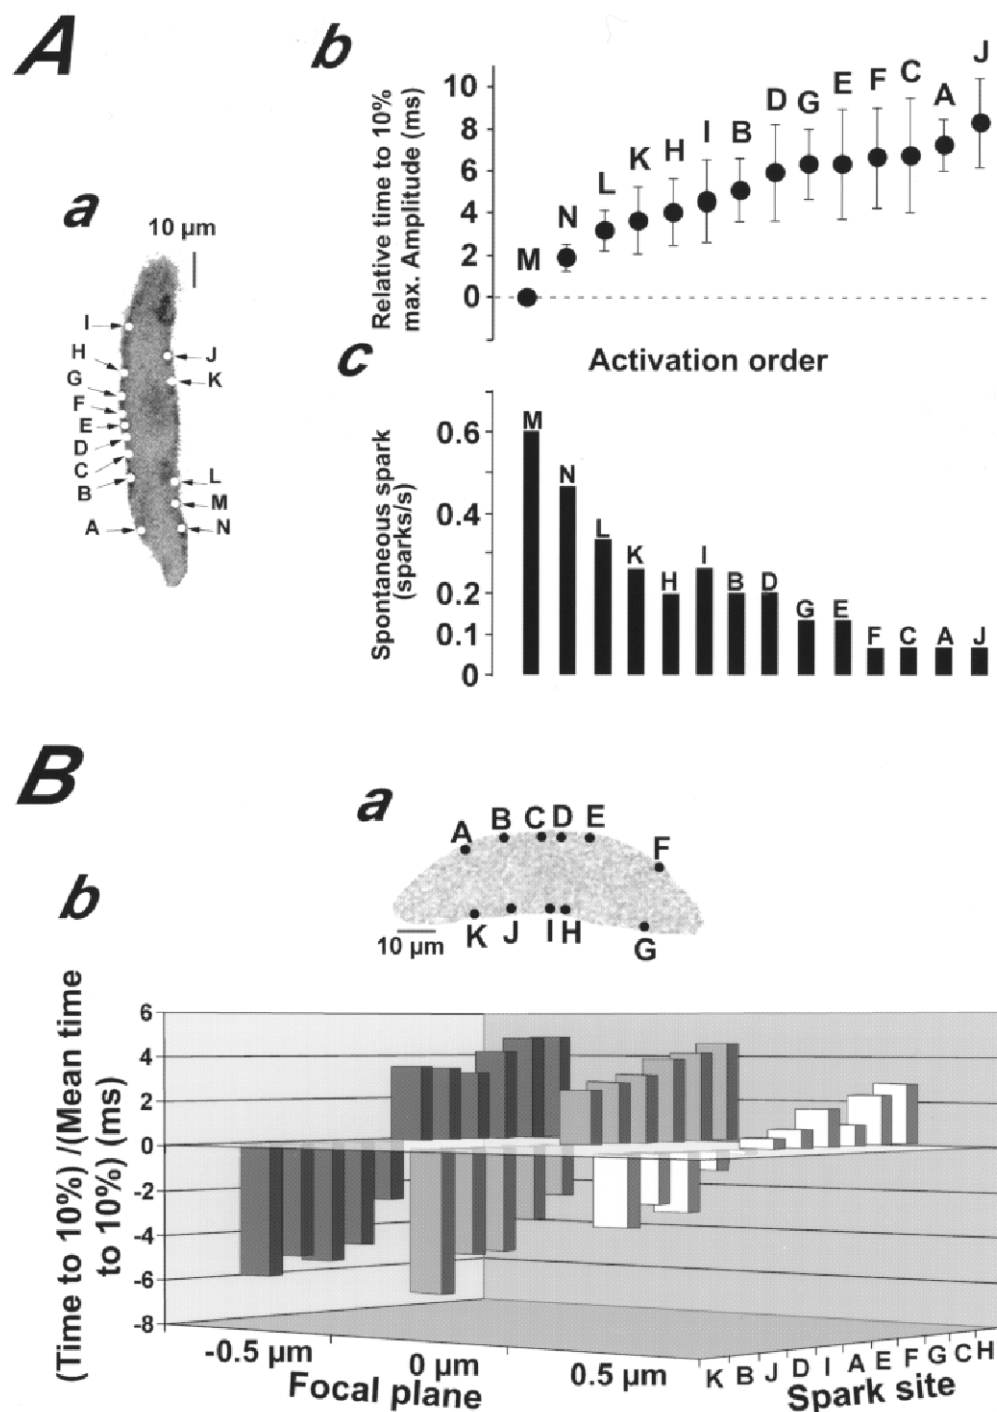 A
a
10 µm
I
H
G
F
E
D
C
B
A
J
K
L
M
N
b
Relative time to 10%
max. Amplitude (ms)
10
8
6
4
2
0
M
N
L
K
H
I
B
D
G
E
F
C
A
J
Activation order
c
Spontaneous spark
(sparks/s)
0.6
0.4
0.2
0.1
0
M
N
L
K
H
I
B
D
G
E
F
C
A
J
B
a
A
B
C
D
E
F
K
J
I
H
G
10 µm
b
(Time to 10%) /(Mean time
to 10%) (ms)
6
4
2
0
-2
-4
-6
-8
-0.5 µm
0 µm
0.5 µm
Focal plane
K B J D I A E F G C H
Spark site